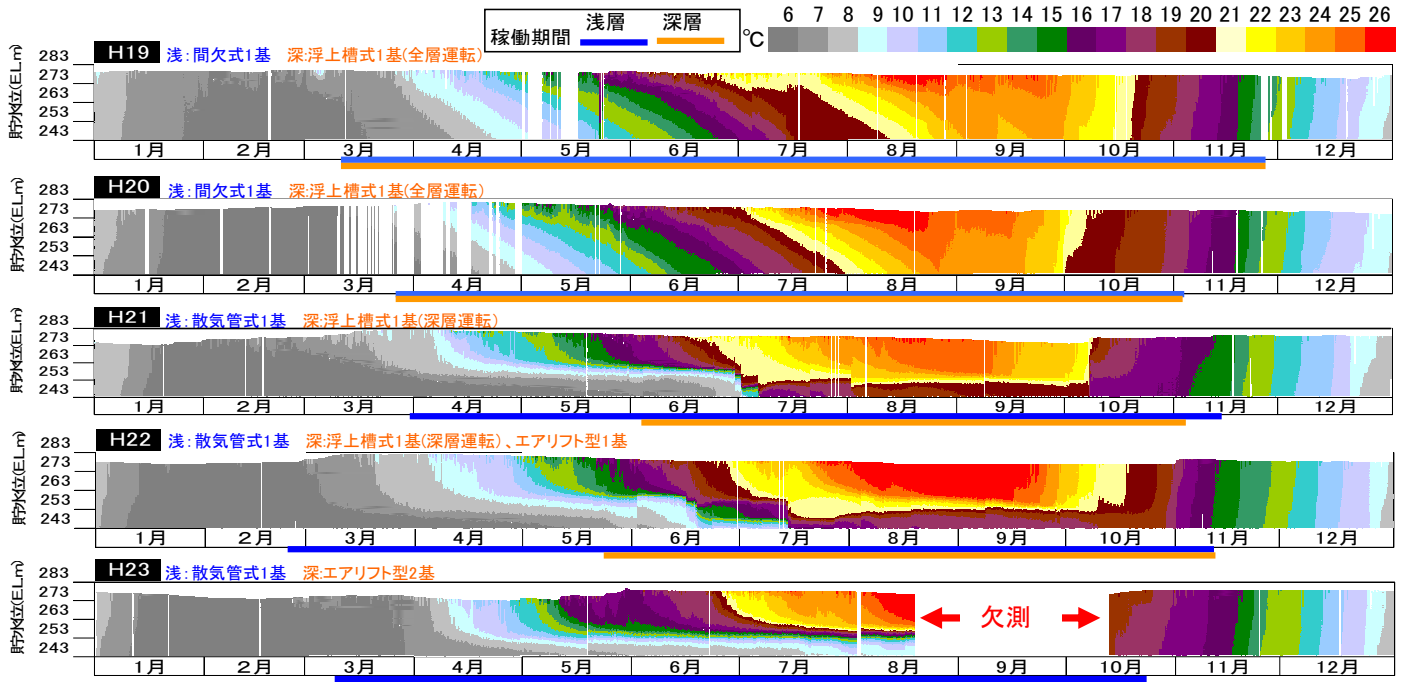 稼働期間 浅層 深層
℃ 6 7 8 9 10 11 12 13 14 15 16 17 18 19 20 21 22 23 24 25 26
H19 浅:間欠式1基 深:浮上槽式1基(全層運転)
貯水位(EL.m)
283
273
263
253
243
1月 2月 3月 4月 5月 6月 7月 8月 9月 10月 11月 12月
H20 浅:間欠式1基 深:浮上槽式1基(全層運転)
貯水位(EL.m)
283
273
263
253
243
1月 2月 3月 4月 5月 6月 7月 8月 9月 10月 11月 12月
H21 浅:散気管式1基 深:浮上槽式1基(深層運転)
貯水位(EL.m)
283
273
263
253
243
1月 2月 3月 4月 5月 6月 7月 8月 9月 10月 11月 12月
H22 浅:散気管式1基 深:浮上槽式1基(深層運転)、エアリフト型1基
貯水位(EL.m)
283
273
263
253
243
1月 2月 3月 4月 5月 6月 7月 8月 9月 10月 11月 12月
H23 浅:散気管式1基 深:エアリフト型2基
貯水位(EL.m)
283
273
263
253
243
欠測
1月 2月 3月 4月 5月 6月 7月 8月 9月 10月 11月 12月